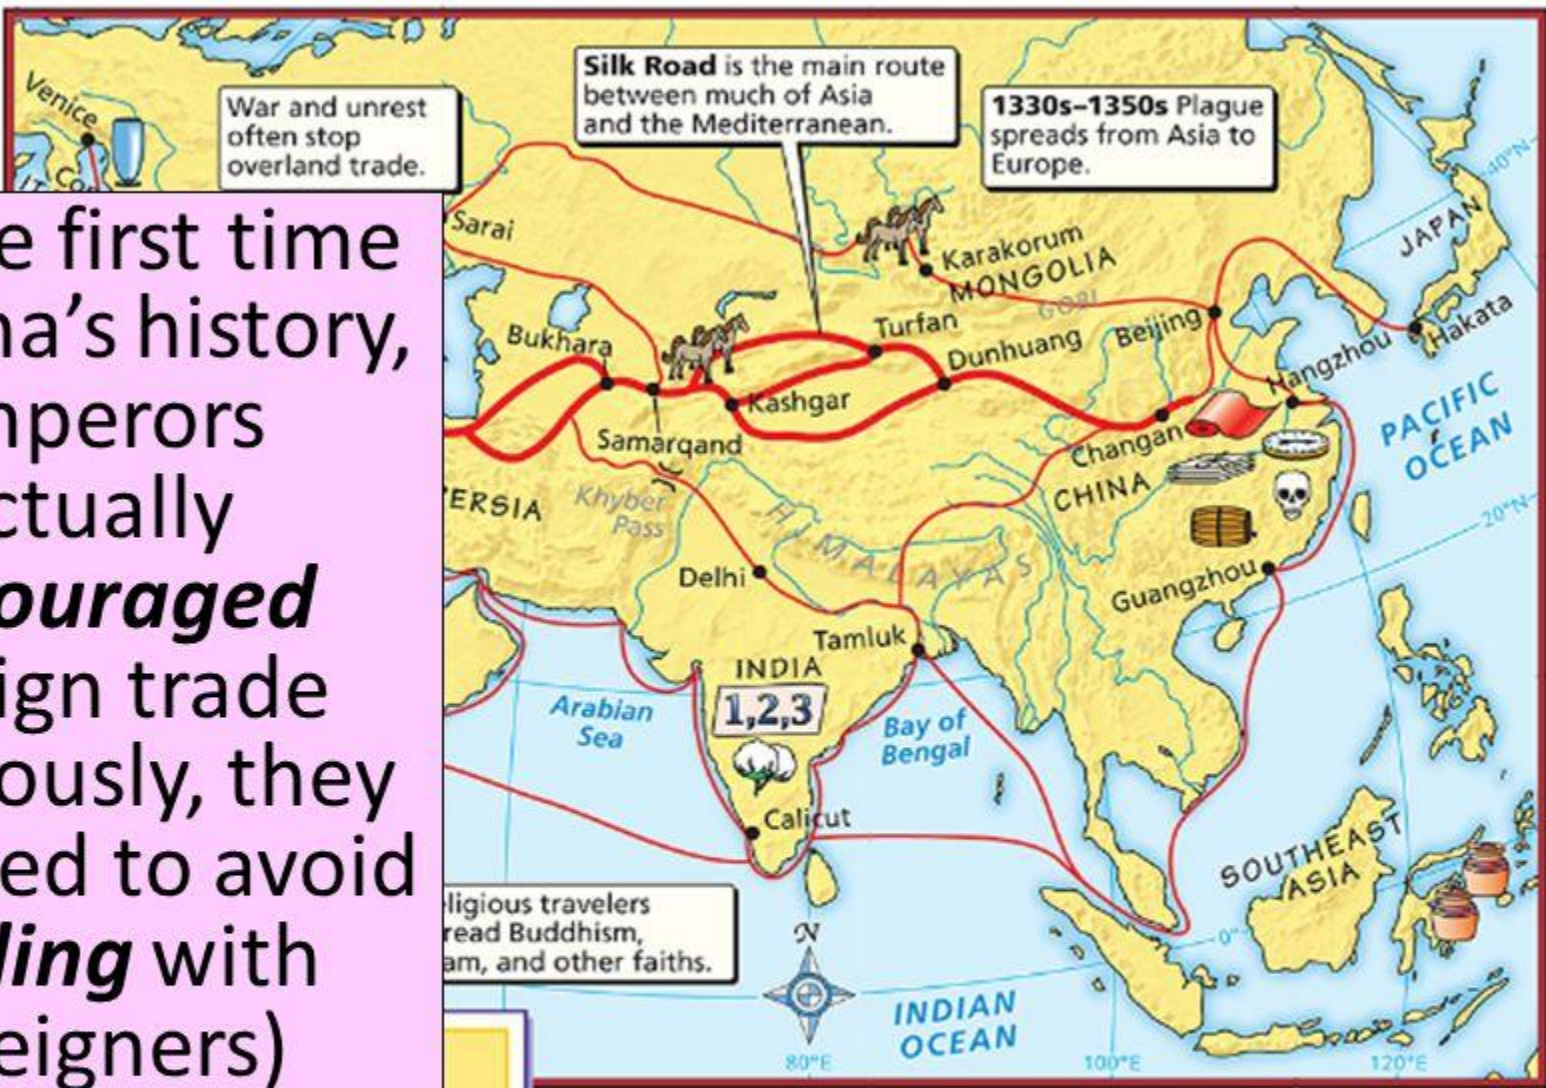 Venice
War and unrest
often stop
overland trade.
Silk Road is the main route
between much of Asia
and the Mediterranean.
1330s–1350s Plague
spreads from Asia to
Europe.
e first time
na's history,
nperors
ctually
ouraged
ign trade
ously, they
ed to avoid
ling with
eigners)
Sarai
Karakorum
MONGOLIA
GOBI
JAPAN
40°N
Bukhara
Turfan
Dunhuang
Beijing
Hangzhou
Hakata
Kashgar
Samarqand
Changan
CHINA
PACIFIC
OCEAN
20°N
ERSIA
Khyber
Pass
HIMALAYAS
Delhi
Guangzhou
Tamluk
INDIA
1,2,3
Arabian
Sea
Bay of
Bengal
Calicut
SOUTHEAST
ASIA
ligious travelers
read Buddhism,
am, and other faiths.
N
0°
INDIAN
OCEAN
80°E
100°E
120°E